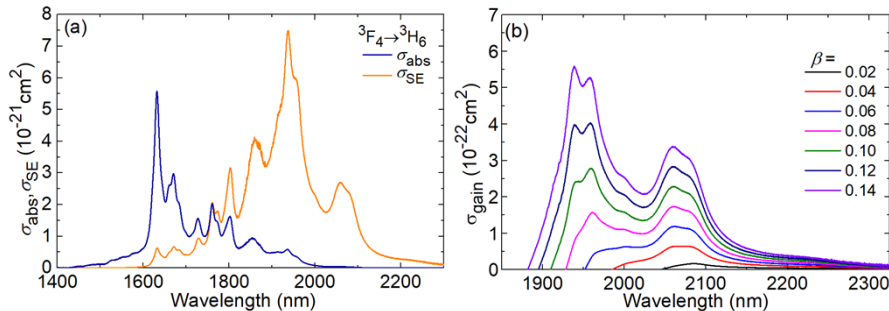 (a)
³F₄→³H₆
σabs
σSE
σabs, σSE (10⁻²¹cm²)
8
7
6
5
4
3
2
1
0
1400 1600 1800 2000 2200
Wavelength (nm)
(b)
β =
0.02
0.04
0.06
0.08
0.10
0.12
0.14
σgain (10⁻²²cm²)
7
6
5
4
3
2
1
0
1900 2000 2100 2200 2300
Wavelength (nm)